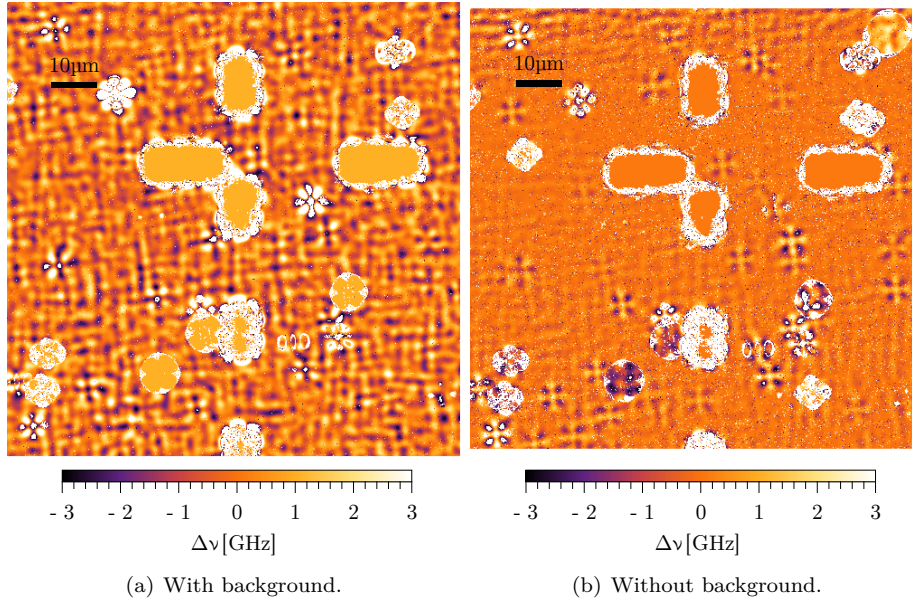 10µm
10µm
- 3 - 2 - 1 0 1 2 3
Δν[GHz]
- 3 - 2 - 1 0 1 2 3
Δν[GHz]
(a) With background.
(b) Without background.